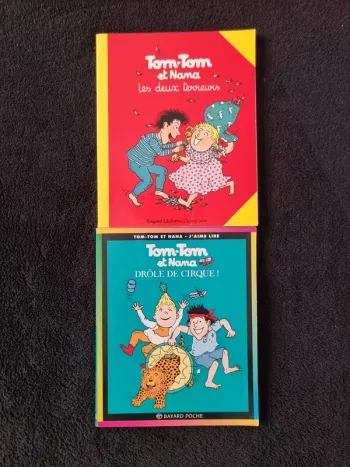 Tom-Tom
et Nana
Les deux terreurs
TOM-TOM ET NANA - J'AIME LIRE
Tom-Tom
et Nana
DRÔLE DE CIRQUE !
BAYARD POCHE